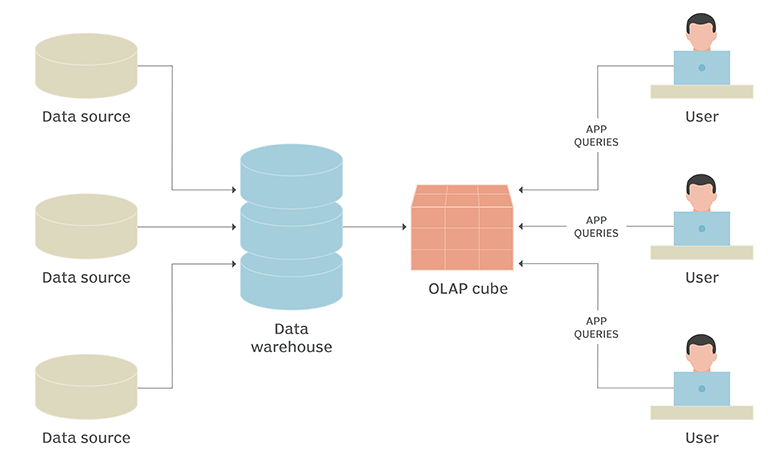 Data source
Data source
Data source
Data
warehouse
OLAP cube
APP
QUERIES
APP
QUERIES
APP
QUERIES
User
User
User